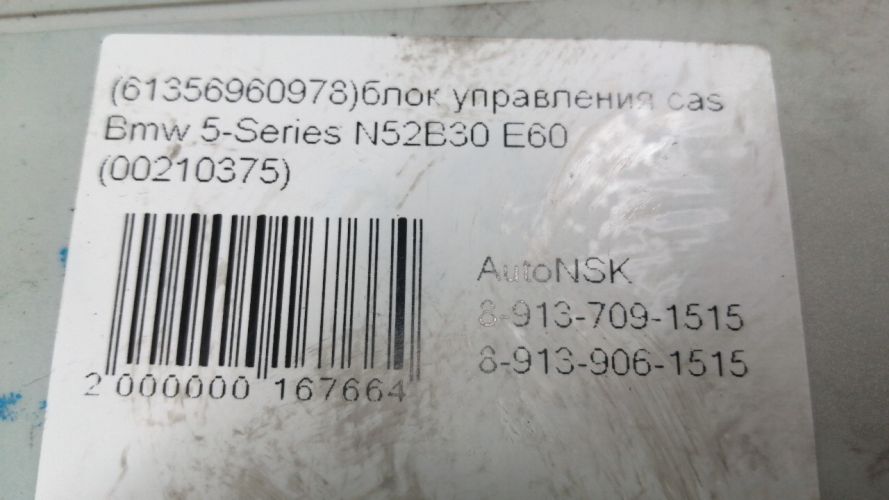 (61356960978)блок управления cas
Bmw 5-Series N52B30 E60
(00210375)
AutoNSK
8-913-709-1515
8-913-906-1515
2 000000 167664